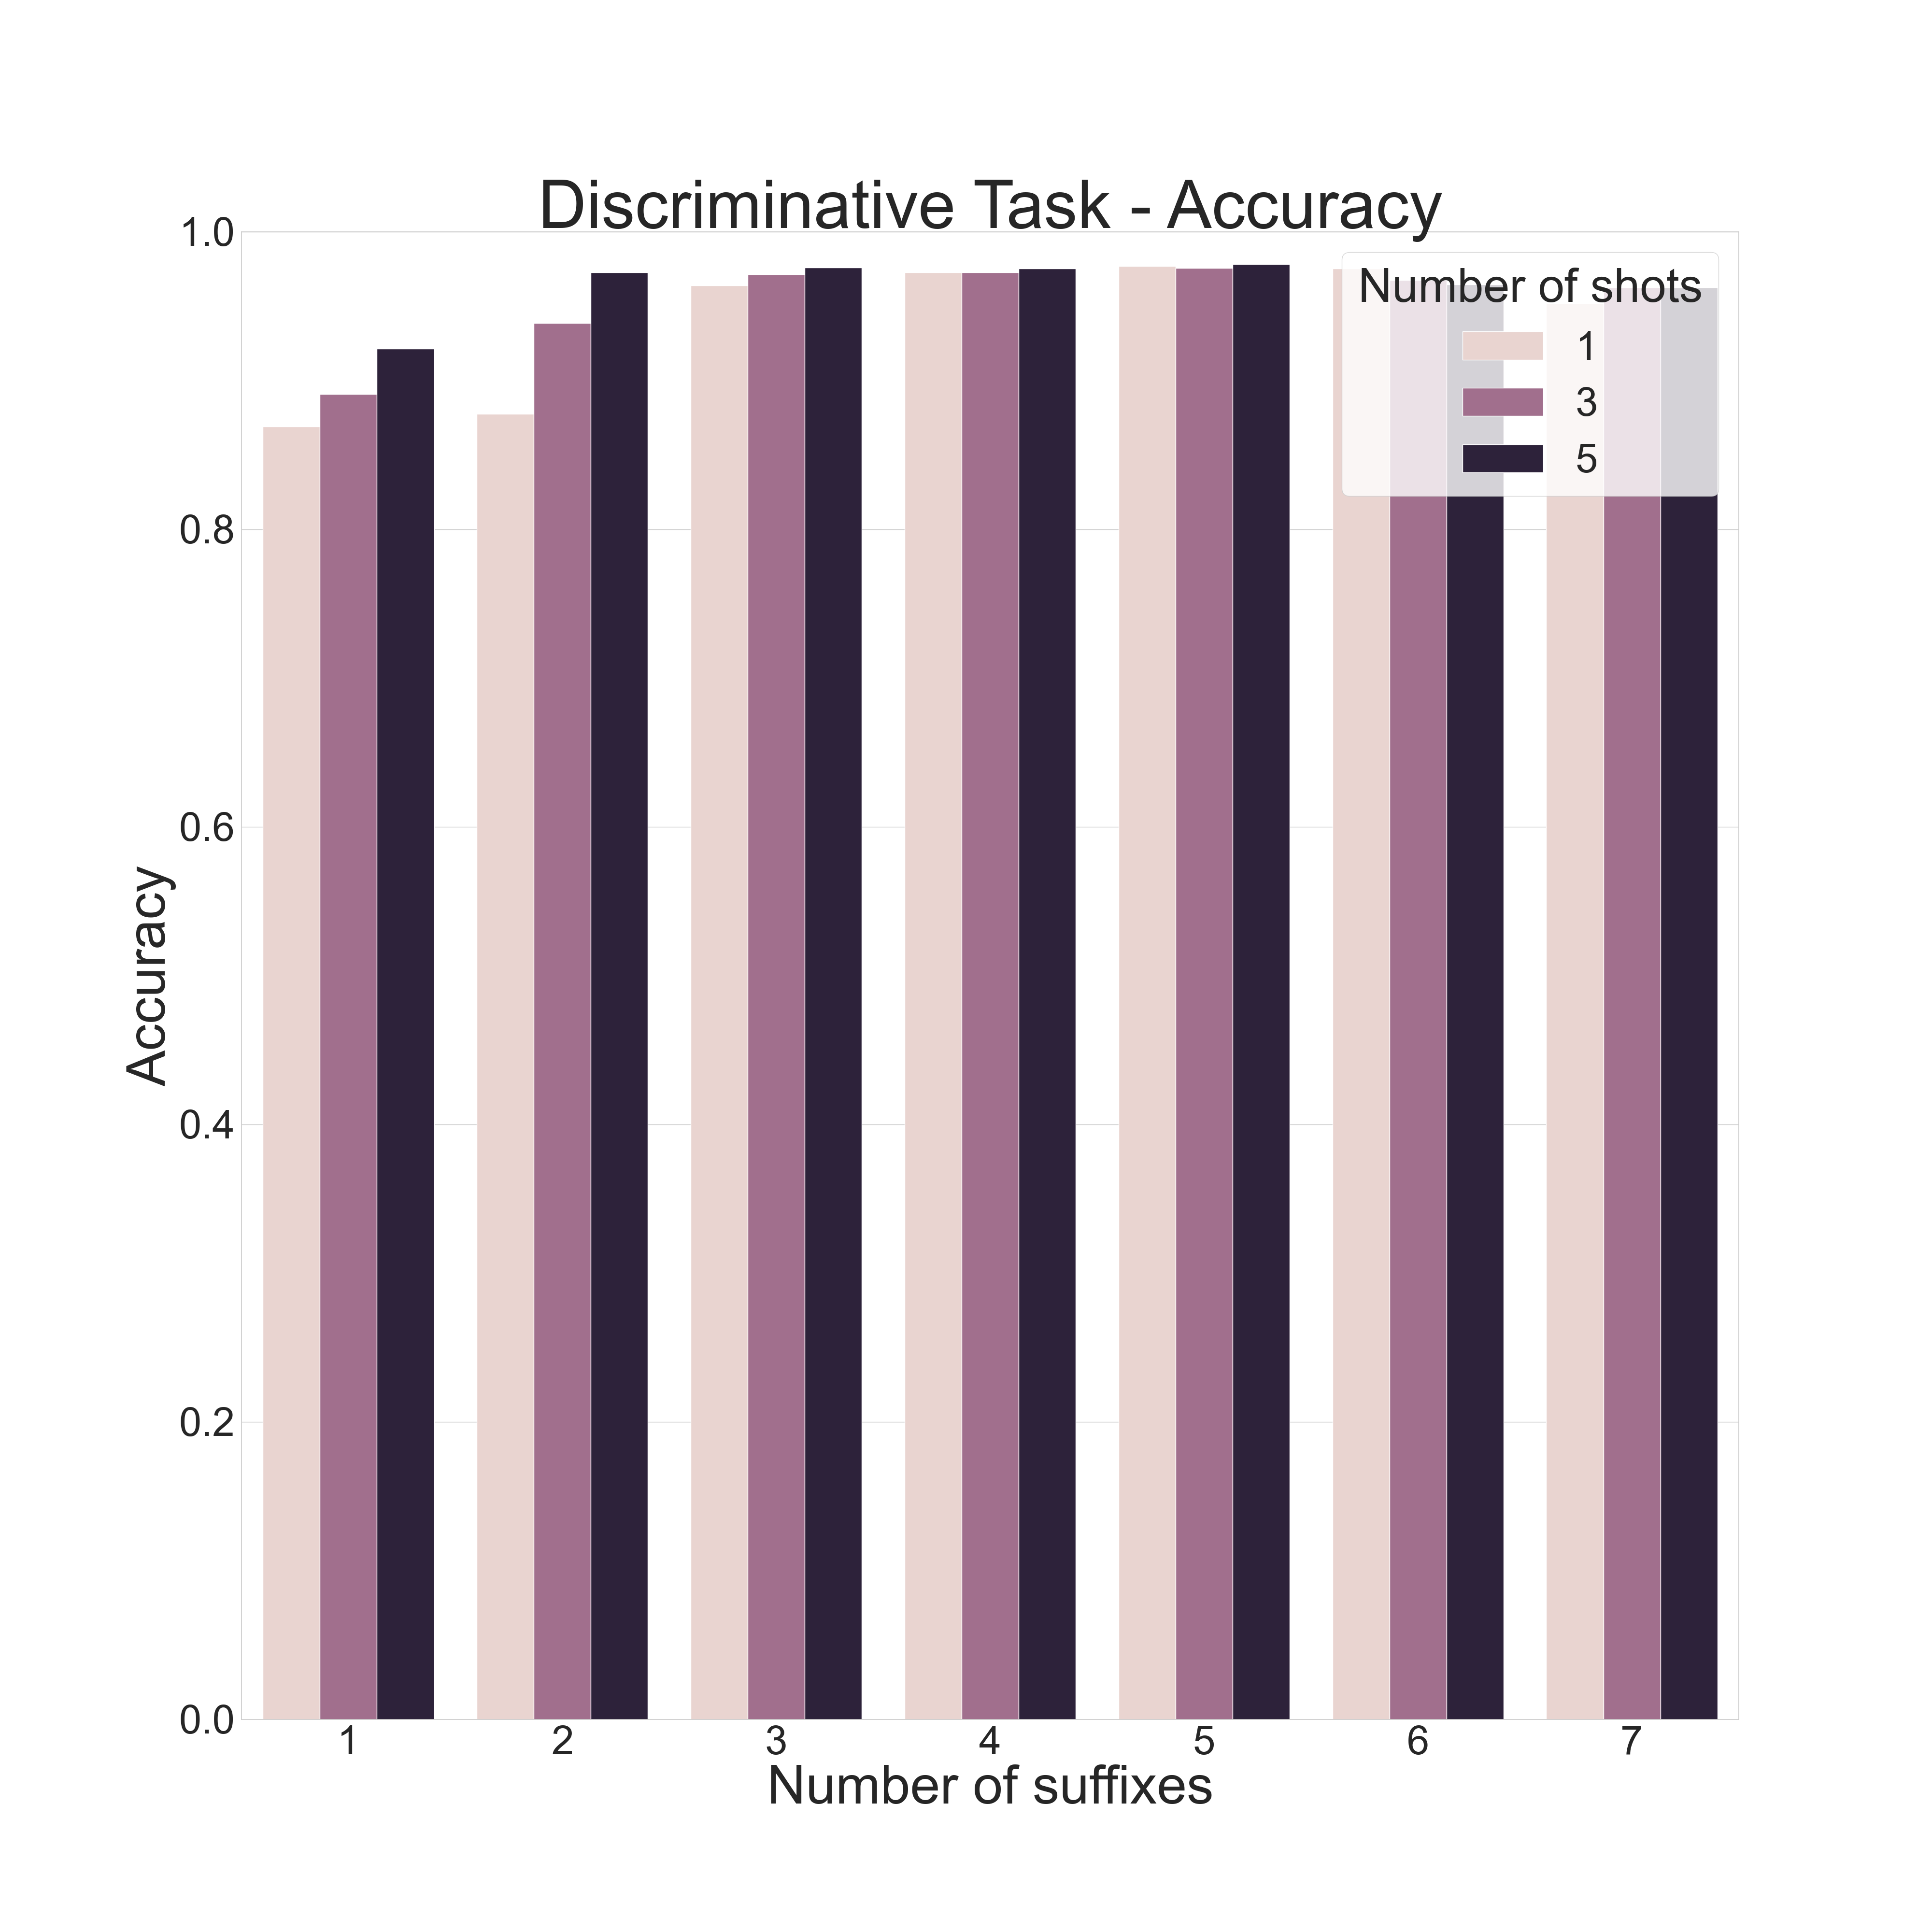 Discriminative Task - Accuracy
1.0
0.8
0.6
0.4
0.2
0.0
Accuracy
Number of shots
1
3
5
1 2 3 4 5 6 7
Number of suffixes